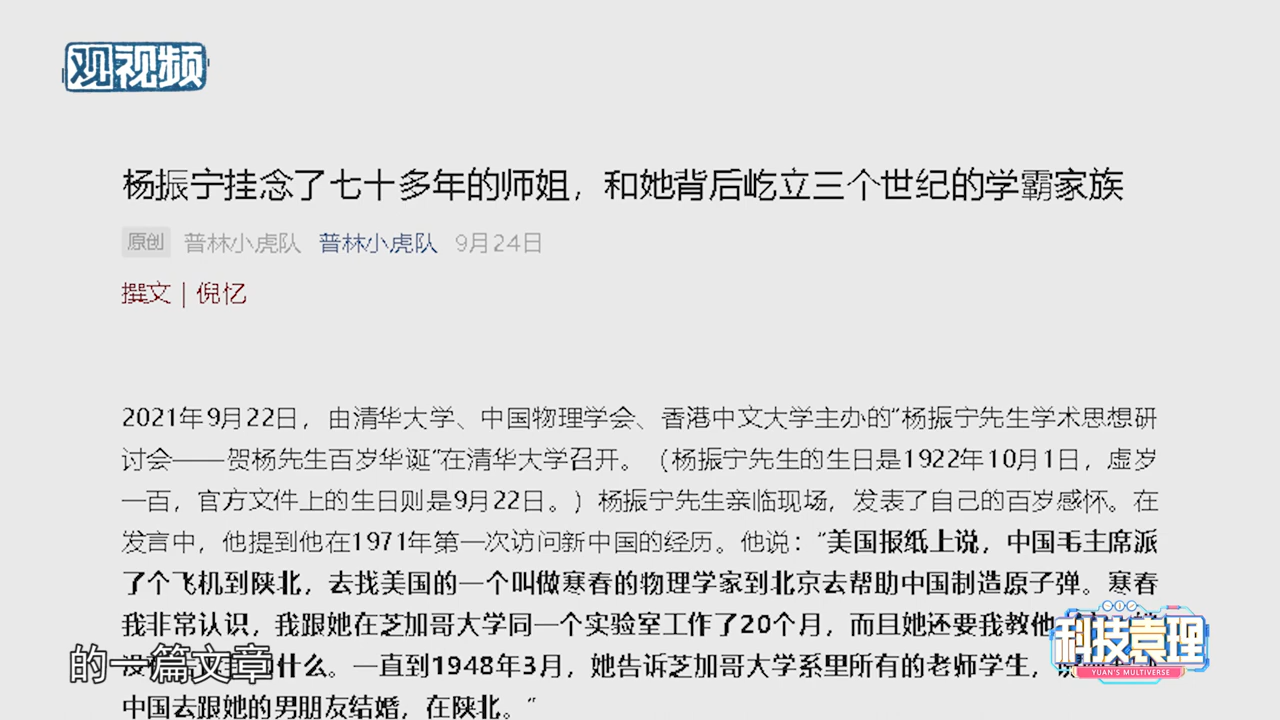 观视频
杨振宁挂念了七十多年的师姐，和她背后屹立三个世纪的学霸家族
原创 普林小虎队 普林小虎队 9月24日
撰文｜倪忆
2021年9月22日，由清华大学、中国物理学会、香港中文大学主办的“杨振宁先生学术思想研
讨会——贺杨先生百岁华诞”在清华大学召开。（杨振宁先生的生日是1922年10月1日，虚岁
一百，官方文件上的生日则是9月22日。）杨振宁先生亲临现场，发表了自己的百岁感怀。在
发言中，他提到他在1971年第一次访问新中国的经历。他说：“美国报纸上说，中国毛主席派
了个飞机到陕北，去找美国的一个叫做寒春的物理学家到北京去帮助中国制造原子弹。寒春
我非常认识，我跟她在芝加哥大学同一个实验室工作了20个月，而且她还要我教他
什么。一直到1948年3月，她告诉芝加哥大学系里所有的老师学生，
中国去跟她的男朋友结婚，在陕北。”
的一篇文章
科技袁理
YUAN'S MULTIVERSE